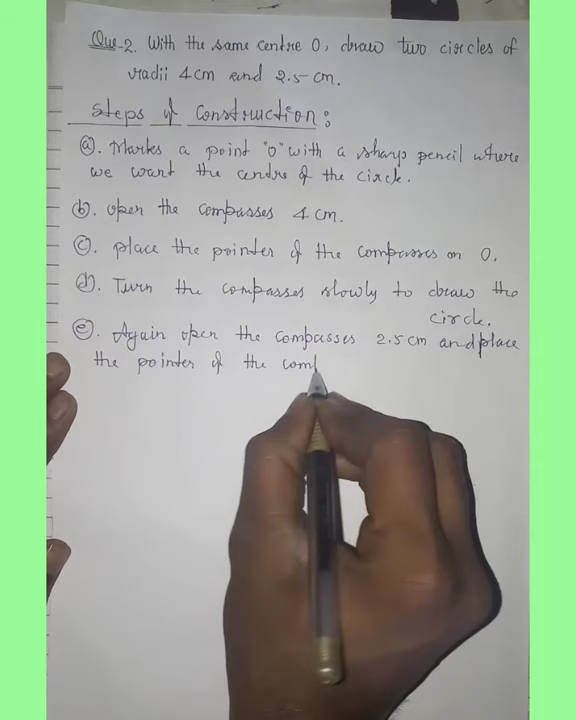 Que-2. With the same centre O, draw two circles of
radii 4cm and 2.5 cm.
Steps of Construction:
(a). Marks a point "O" with a sharp pencil where
we want the centre of the circle.
(b). open the compasses 4 cm.
(c). place the pointer of the compasses on O.
(d). Turn the compasses slowly to draw the
circle.
(e). Again open the compasses 2.5 cm and place
the pointer of the com